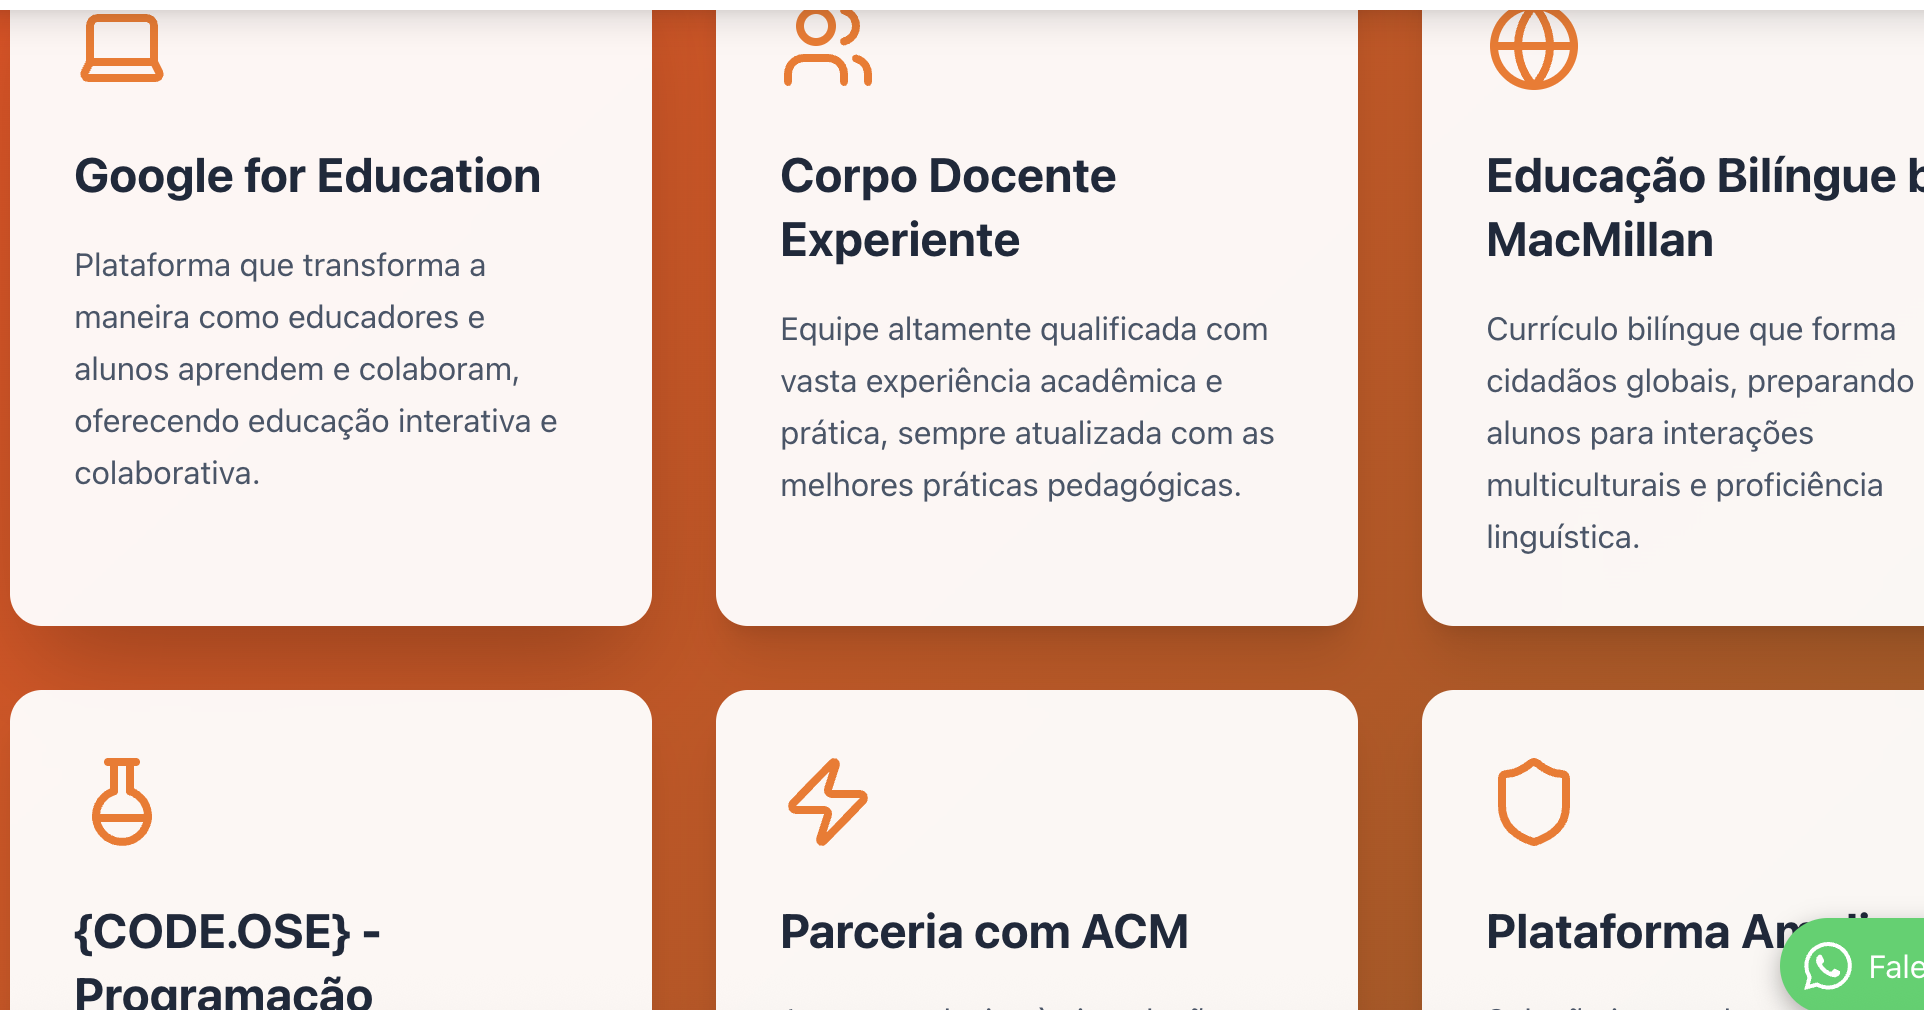 Google for Education
Plataforma que transforma a
maneira como educadores e
alunos aprendem e colaboram,
oferecendo educação interativa e
colaborativa.
Corpo Docente
Experiente
Equipe altamente qualificada com
vasta experiência acadêmica e
prática, sempre atualizada com as
melhores práticas pedagógicas.
Educação Bilíngue
MacMillan
Currículo bilíngue que forma
cidadãos globais, preparando
alunos para interações
multiculturais e proficiência
linguística.
{CODE.OSE} -
Programação
Parceria com ACM
Plataforma
Fale